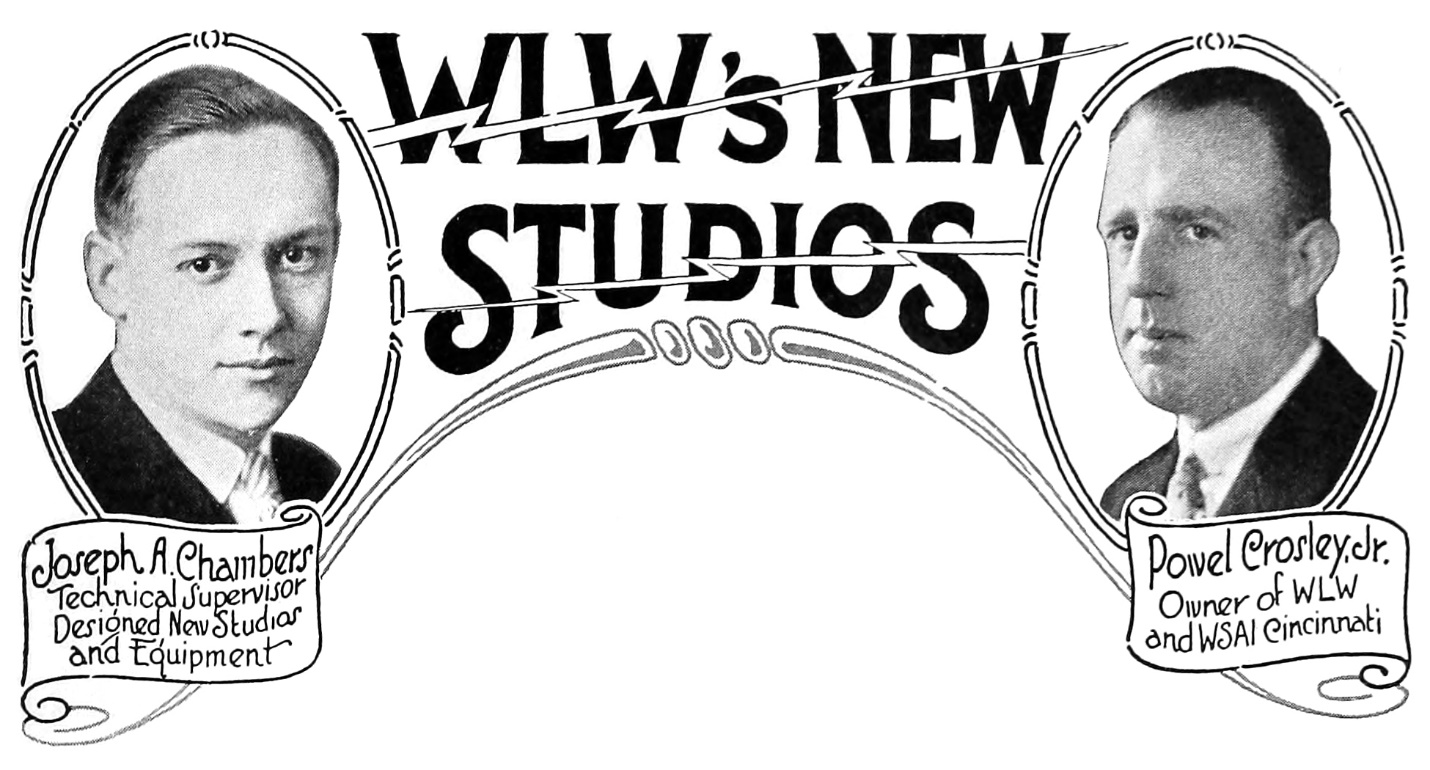 WLW's NEW
STUDIOS
Joseph A. Chambers
Technical Supervisor
Designed New Studios
and Equipment
Powel Crosley, Jr.
Owner of WLW
and WSAI Cincinnati